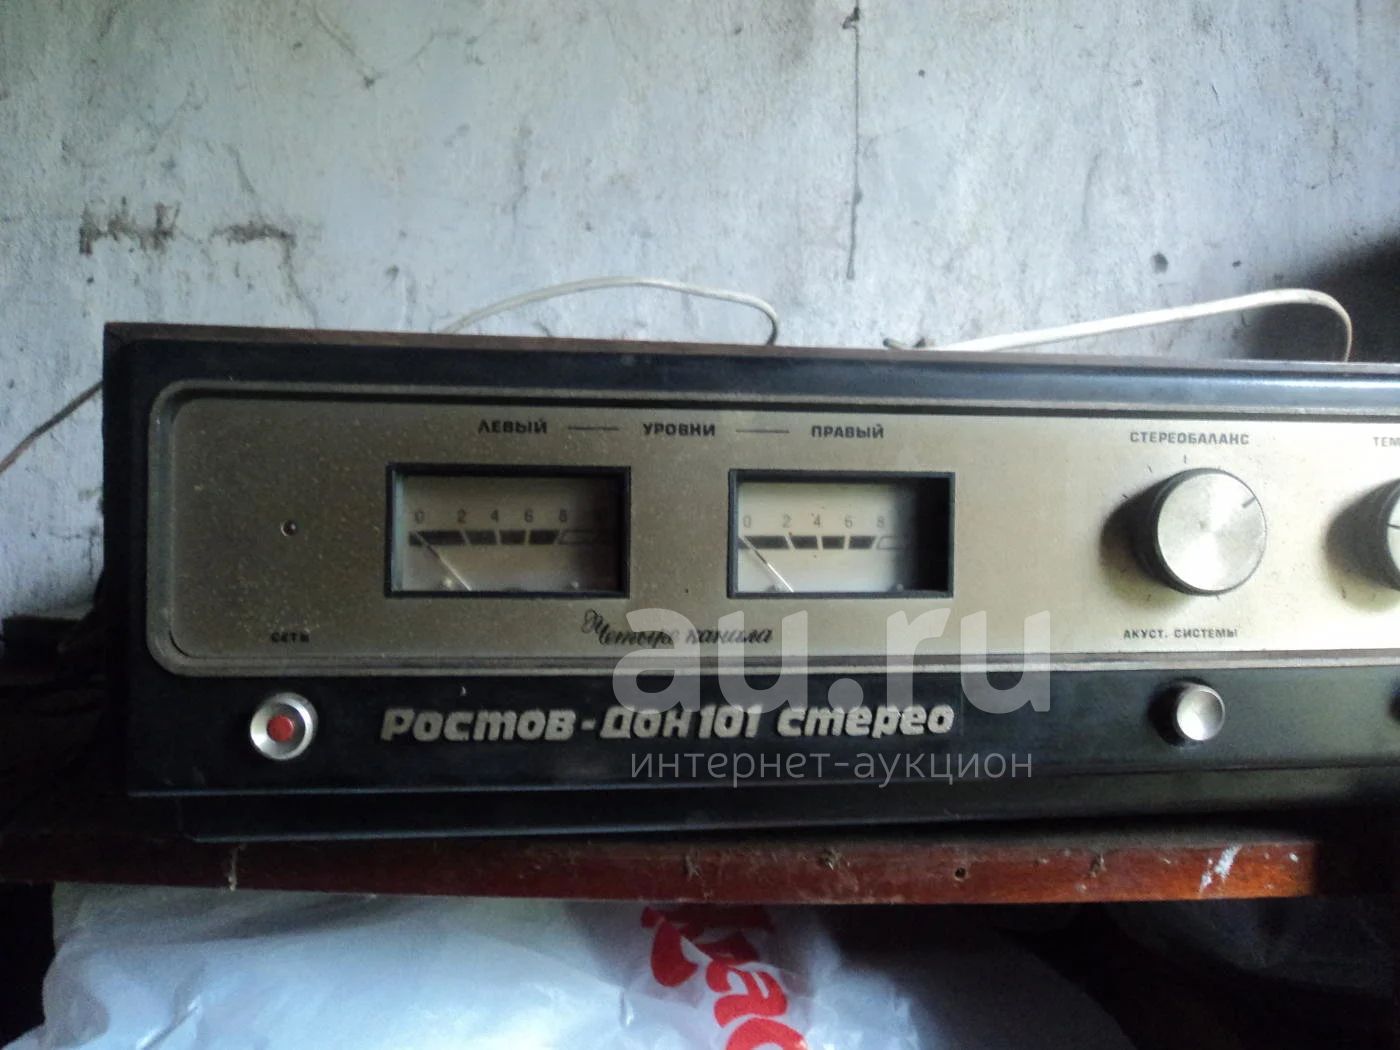 ЛЕВЫЙ — УРОВНИ — ПРАВЫЙ
СТЕРЕОБАЛАНС
ТЕМ
0 2 4 6 8
0 2 4 6 8
СЕТЬ
Четыре канала
АКУСТ. СИСТЕМЫ
au.ru
Ростов-Дон 101 стерео
интернет-аукцион